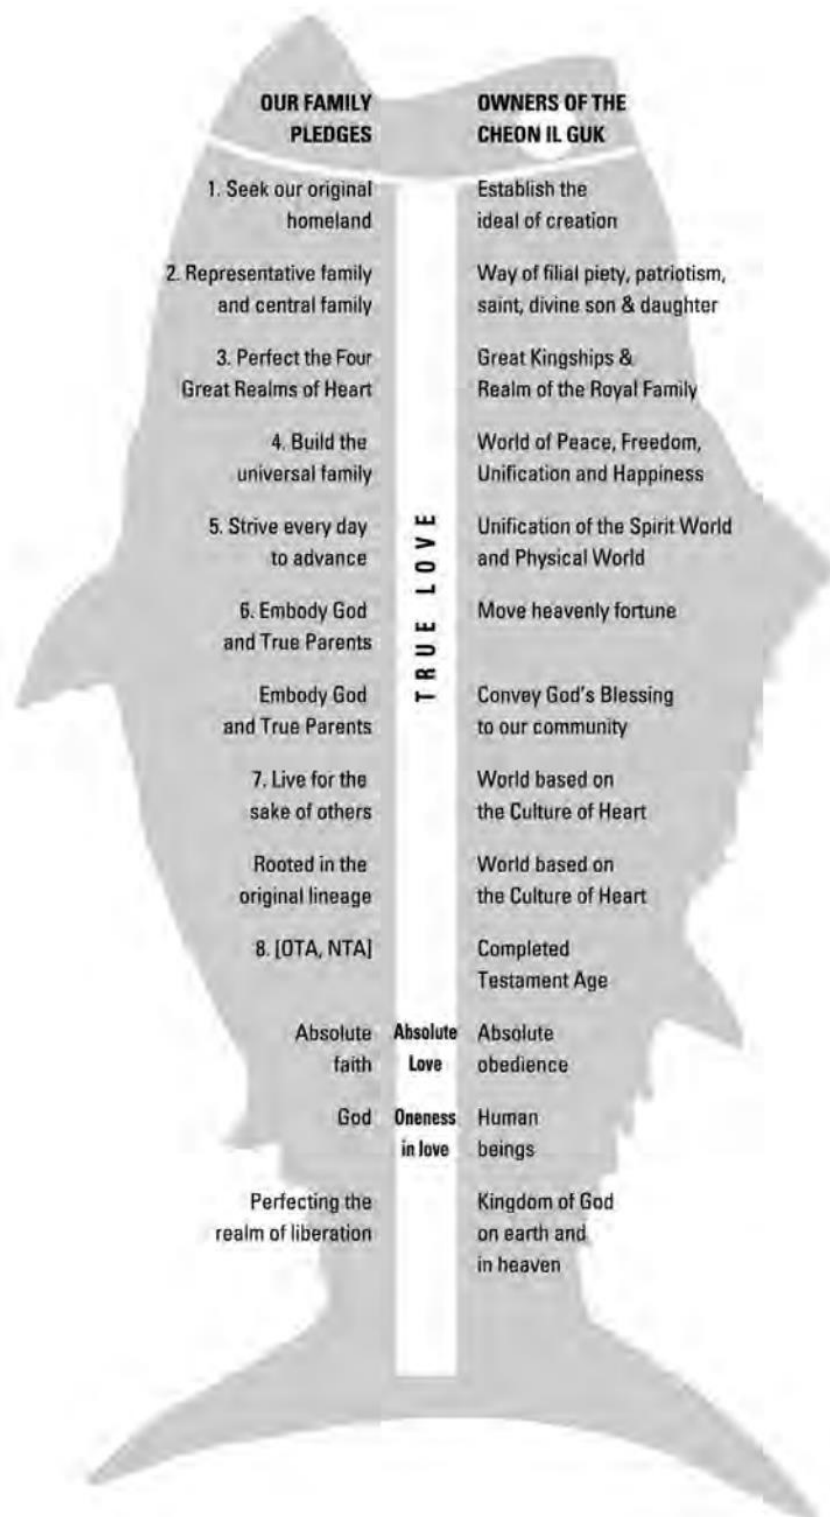 OUR FAMILY
PLEDGES
OWNERS OF THE
CHEON IL GUK
1. Seek our original
homeland
Establish the
ideal of creation
2. Representative family
and central family
Way of filial piety, patriotism,
saint, divine son & daughter
3. Perfect the Four
Great Realms of Heart
Great Kingships &
Realm of the Royal Family
4. Build the
universal family
World of Peace, Freedom,
Unification and Happiness
5. Strive every day
to advance
Unification of the Spirit World
and Physical World
TRUE LOVE
6. Embody God
and True Parents
Move heavenly fortune
Embody God
and True Parents
Convey God's Blessing
to our community
7. Live for the
sake of others
World based on
the Culture of Heart
Rooted in the
original lineage
World based on
the Culture of Heart
8. [OTA, NTA]
Completed
Testament Age
Absolute
faith
Absolute
Love
Absolute
obedience
God
Oneness
in love
Human
beings
Perfecting the
realm of liberation
Kingdom of God
on earth and
in heaven